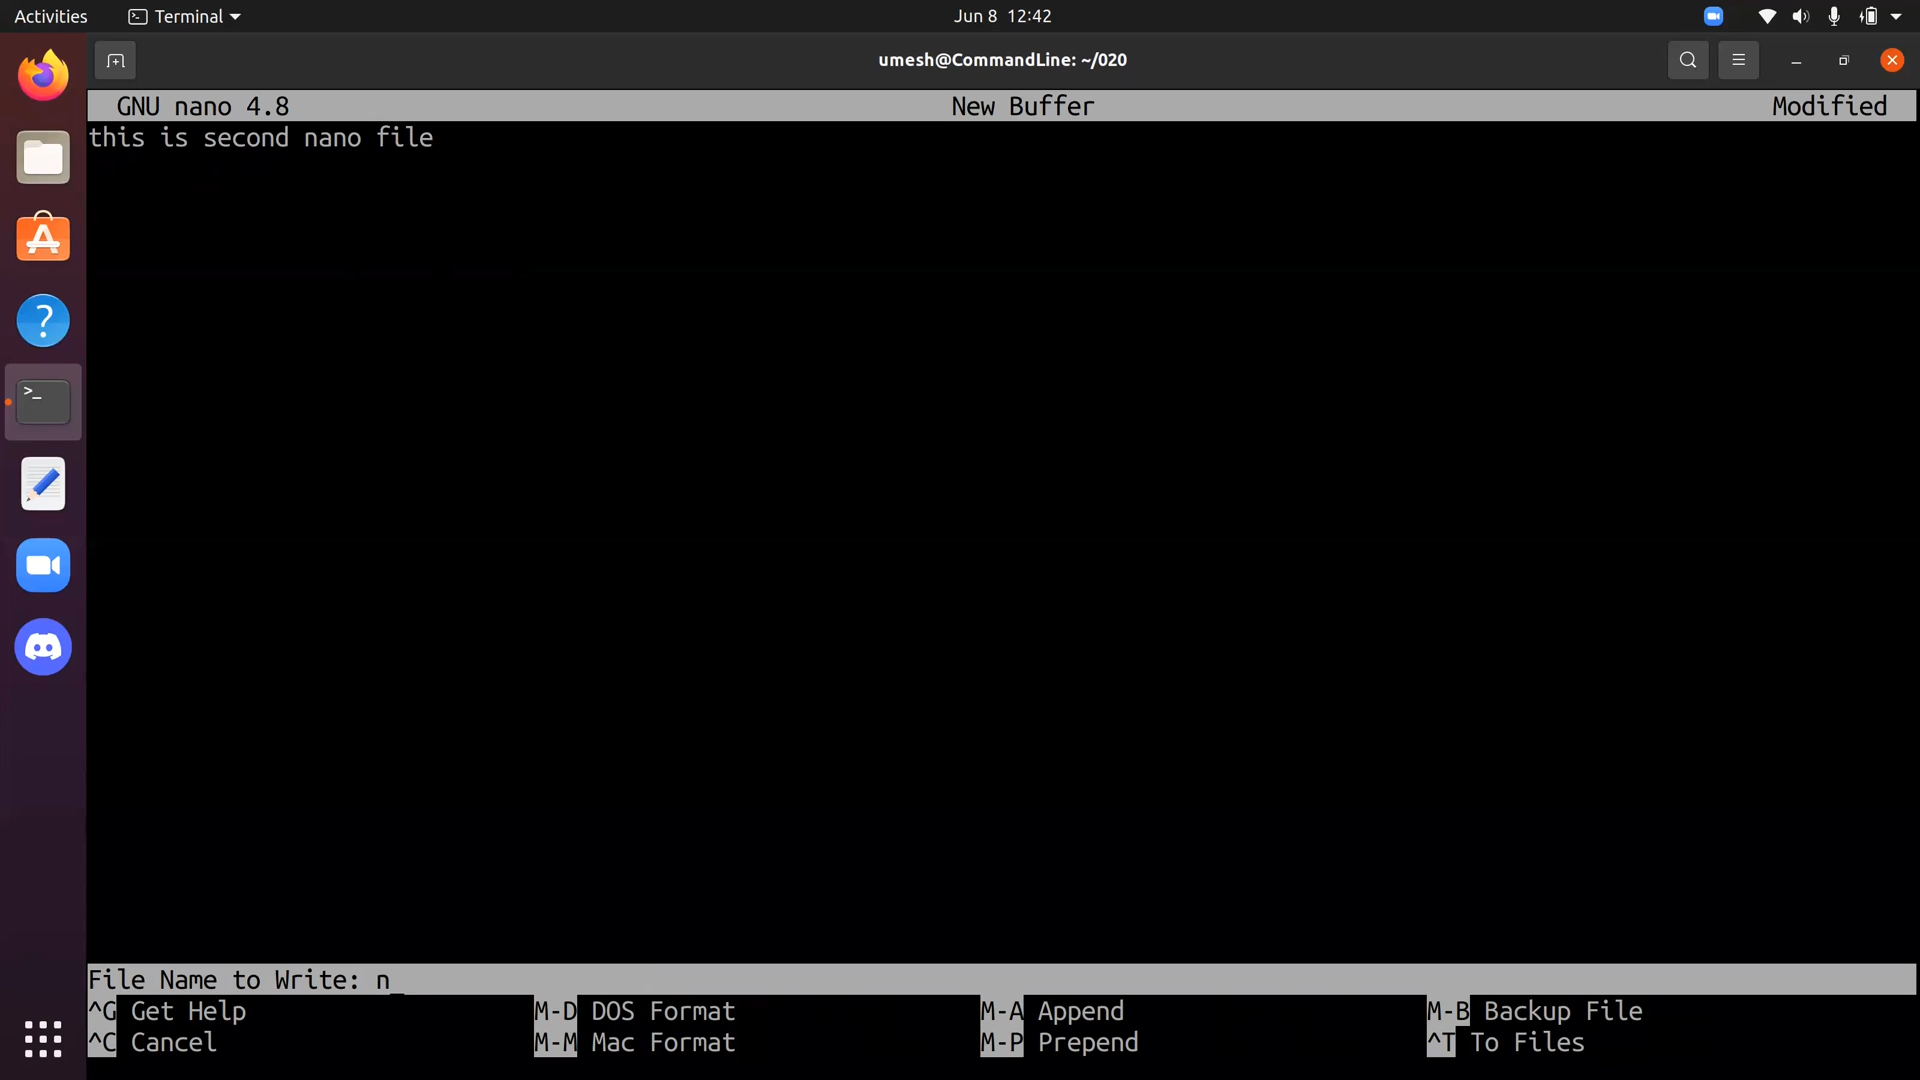 Activities Terminal Jun 8 12:42
umesh@CommandLine: ~/020
GNU nano 4.8 New Buffer Modified
this is second nano file
File Name to Write: n
^G Get Help M-D DOS Format M-A Append M-B Backup File
^C Cancel M-M Mac Format M-P Prepend ^T To Files